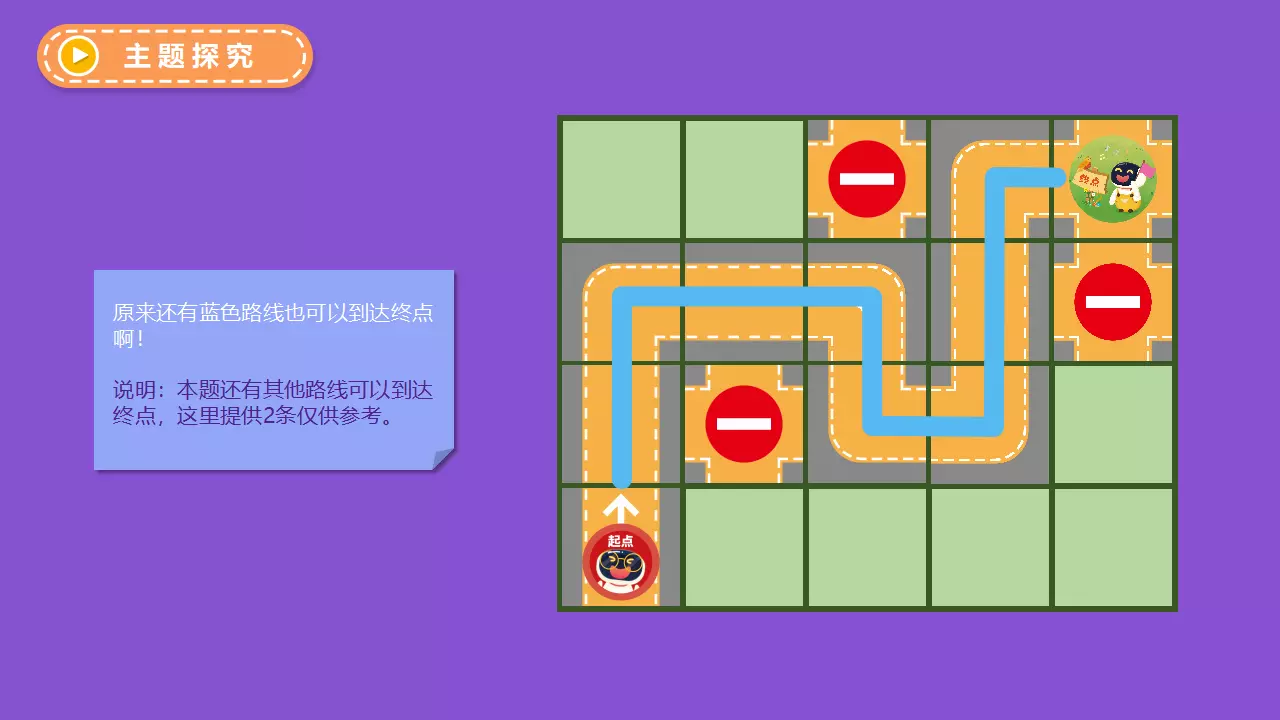 主题探究
原来还有蓝色路线也可以到达终点
啊！
说明：本题还有其他路线可以到达
终点，这里提供2条仅供参考。
终点
起点